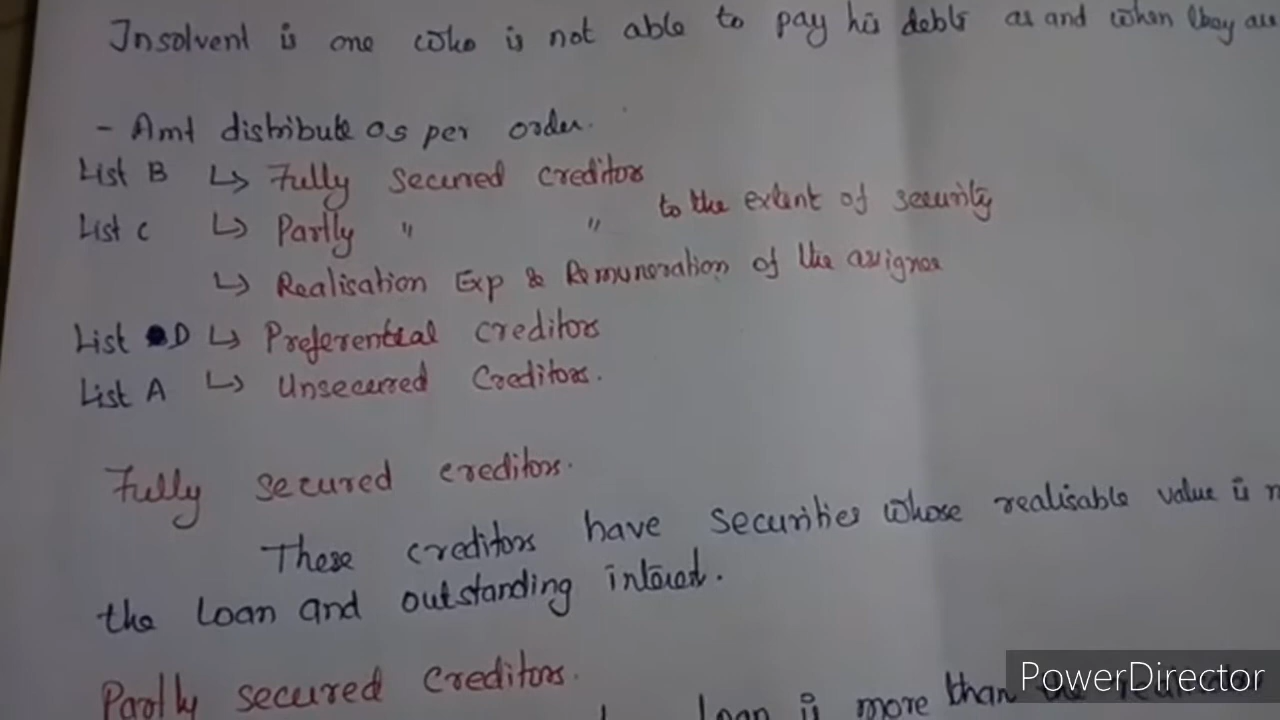 Insolvent is one who is not able to pay his debts as and when they are
- Amt distribute as per order.
List B ↳ Fully secured creditors
to the extent of security
List C ↳ Partly " "
↳ Realisation Exp & Remuneration of the assignee
List D ↳ Preferential creditors
List A ↳ Unsecured Creditors.
Fully secured creditors.
These creditors have securities whose realisable value is
the loan and outstanding interest.
Partly secured creditors.
loan is more than the
PowerDirector